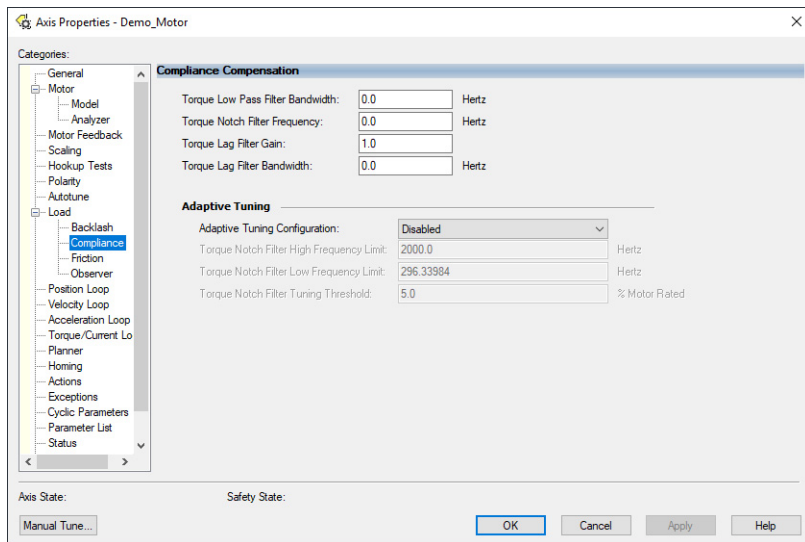 Axis Properties - Demo_Motor
Categories:
General
Motor
Model
Analyzer
Motor Feedback
Scaling
Hookup Tests
Polarity
Autotune
Load
Backlash
Compliance
Friction
Observer
Position Loop
Velocity Loop
Acceleration Loop
Torque/Current Lo
Planner
Homing
Actions
Exceptions
Cyclic Parameters
Parameter List
Status
Compliance Compensation
Torque Low Pass Filter Bandwidth: 0.0 Hertz
Torque Notch Filter Frequency: 0.0 Hertz
Torque Lag Filter Gain: 1.0
Torque Lag Filter Bandwidth: 0.0 Hertz
Adaptive Tuning
Adaptive Tuning Configuration: Disabled
Torque Notch Filter High Frequency Limit: 2000.0 Hertz
Torque Notch Filter Low Frequency Limit: 296.33984 Hertz
Torque Notch Filter Tuning Threshold: 5.0 % Motor Rated
Axis State: Safety State:
Manual Tune... OK Cancel Apply Help